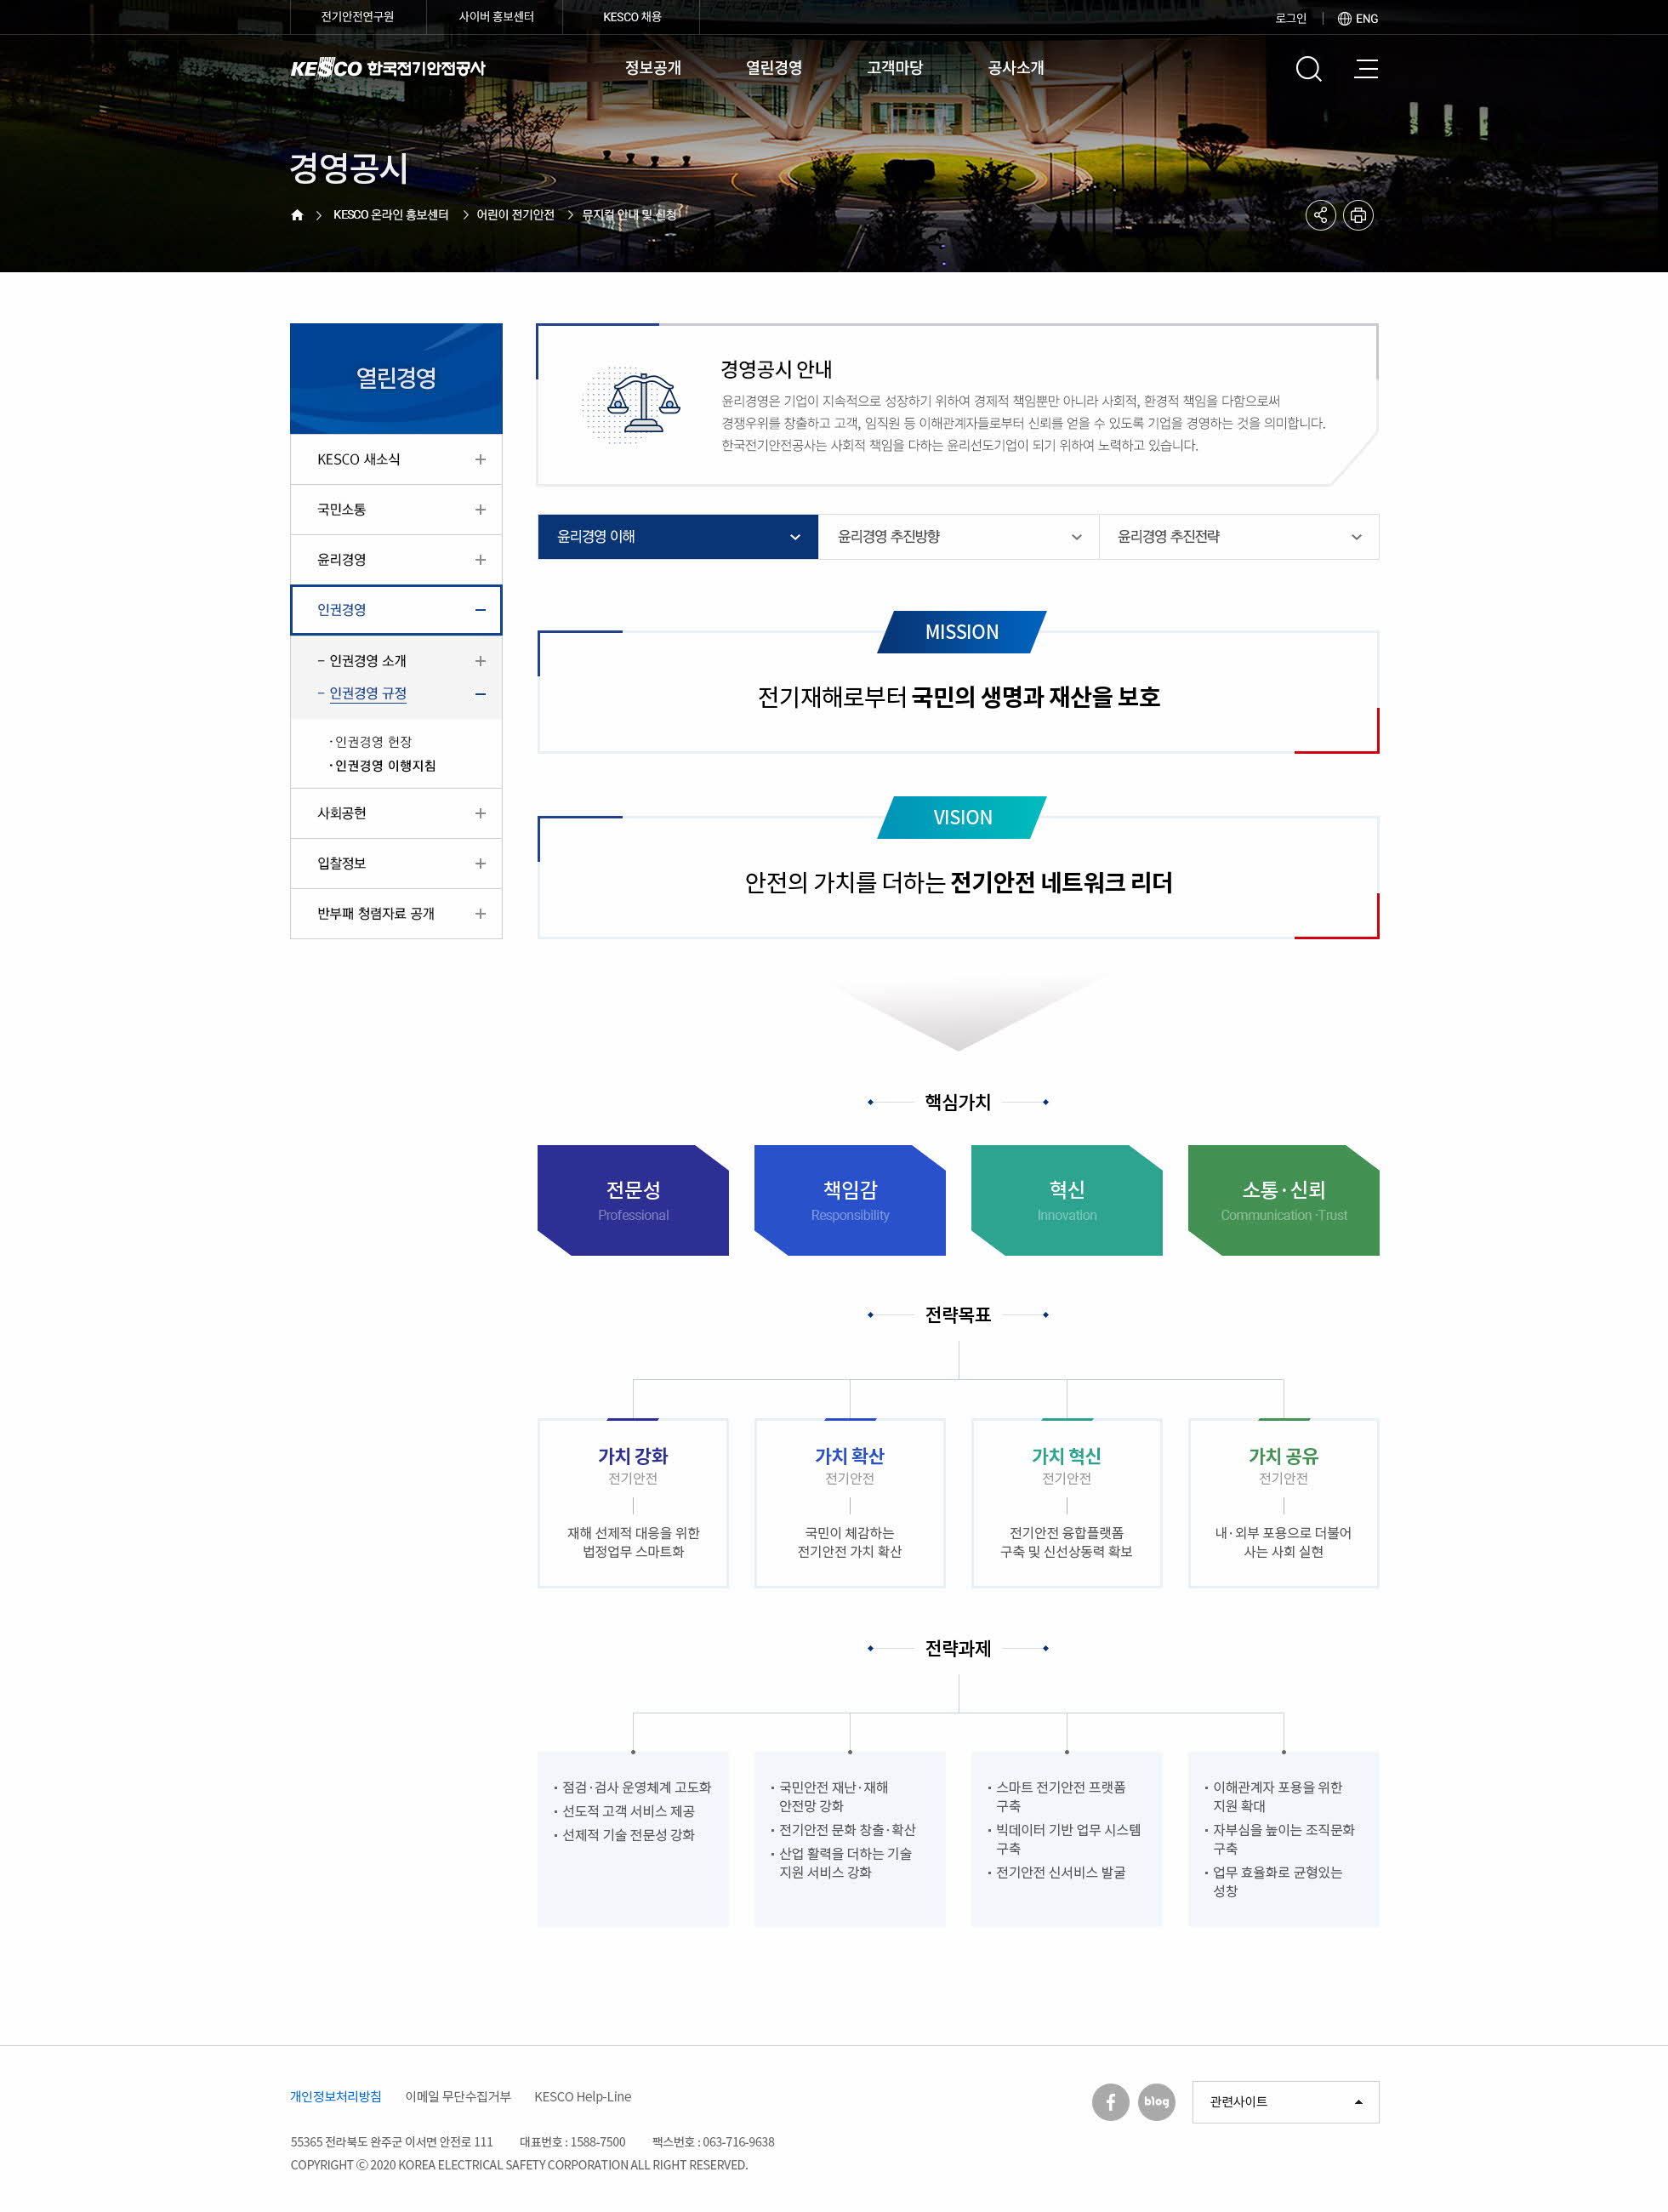 전기안전연구원
사이버 홍보센터
KESCO 채용
로그인
ENG
KESCO 한국전기안전공사
정보공개
열린경영
고객마당
공사소개
경영공시
KESCO 온라인 홍보센터
어린이 전기안전
뮤지컬 안내 및 신청
열린경영
KESCO 새소식
국민소통
윤리경영
인권경영
- 인권경영 소개
- 인권경영 규정
· 인권경영 헌장
· 인권경영 이행지침
사회공헌
입찰정보
반부패 청렴자료 공개
경영공시 안내
윤리경영은 기업이 지속적으로 성장하기 위하여 경제적 책임뿐만 아니라 사회적, 환경적 책임을 다함으로써
경쟁우위를 창출하고 고객, 임직원 등 이해관계자들로부터 신뢰를 얻을 수 있도록 기업을 경영하는 것을 의미합니다.
한국전기안전공사는 사회적 책임을 다하는 윤리선도기업이 되기 위하여 노력하고 있습니다.
윤리경영 이해
윤리경영 추진방향
윤리경영 추진전략
MISSION
전기재해로부터 국민의 생명과 재산을 보호
VISION
안전의 가치를 더하는 전기안전 네트워크 리더
핵심가치
전문성
Professional
책임감
Responsibility
혁신
Innovation
소통·신뢰
Communication ·Trust
전략목표
가치 강화
전기안전
재해 선제적 대응을 위한
법정업무 스마트화
가치 확산
전기안전
국민이 체감하는
전기안전 가치 확산
가치 혁신
전기안전
전기안전 융합플랫폼
구축 및 신선상동력 확보
가치 공유
전기안전
내·외부 포용으로 더불어
사는 사회 실현
전략과제
· 점검·검사 운영체계 고도화
· 선도적 고객 서비스 제공
· 선제적 기술 전문성 강화
· 국민안전 재난·재해
안전망 강화
· 전기안전 문화 창출·확산
· 산업 활력을 더하는 기술
지원 서비스 강화
· 스마트 전기안전 프랫폼
구축
· 빅데이터 기반 업무 시스템
구축
· 전기안전 신서비스 발굴
· 이해관계자 포용을 위한
지원 확대
· 자부심을 높이는 조직문화
구축
· 업무 효율화로 균형있는
성창
개인정보처리방침
이메일 무단수집거부
KESCO Help-Line
blog
관련사이트
55365 전라북도 완주군 이서면 안전로 111
대표번호 : 1588-7500
팩스번호 : 063-716-9638
COPYRIGHT ⓒ 2020 KOREA ELECTRICAL SAFETY CORPORATION ALL RIGHT RESERVED.